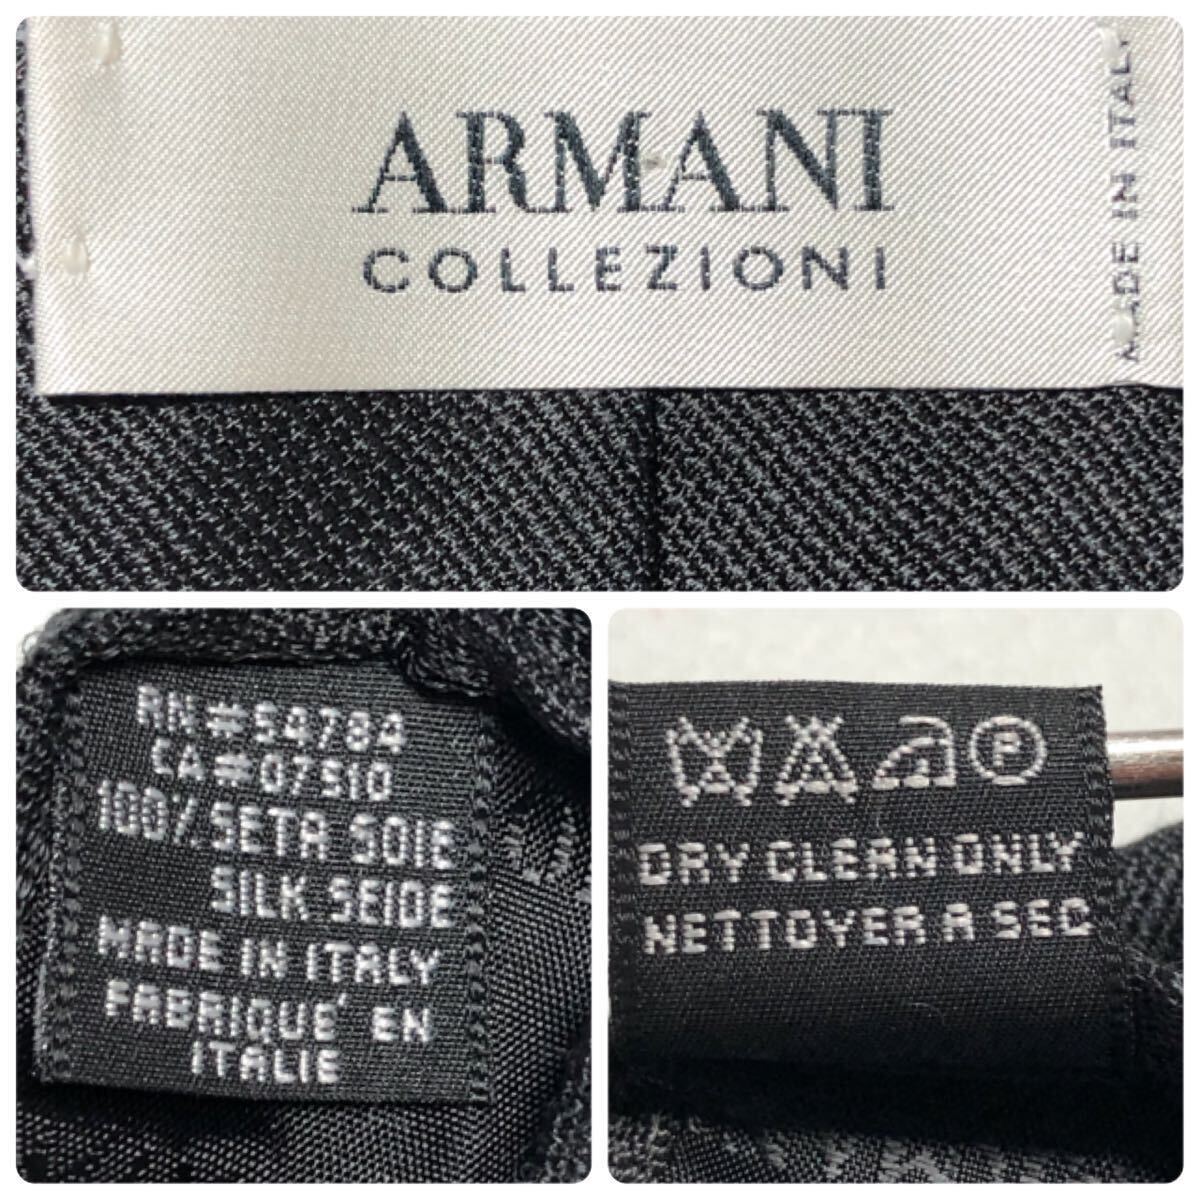 ARMANI
COLLEZIONI
MADE IN ITALY
RN#54784
CA#07510
100% SETA SOIE
SILK SEIDE
MADE IN ITALY
FABRIQUE' EN
ITALIE
P
DRY CLEAN ONLY
NETTOYER A SEC